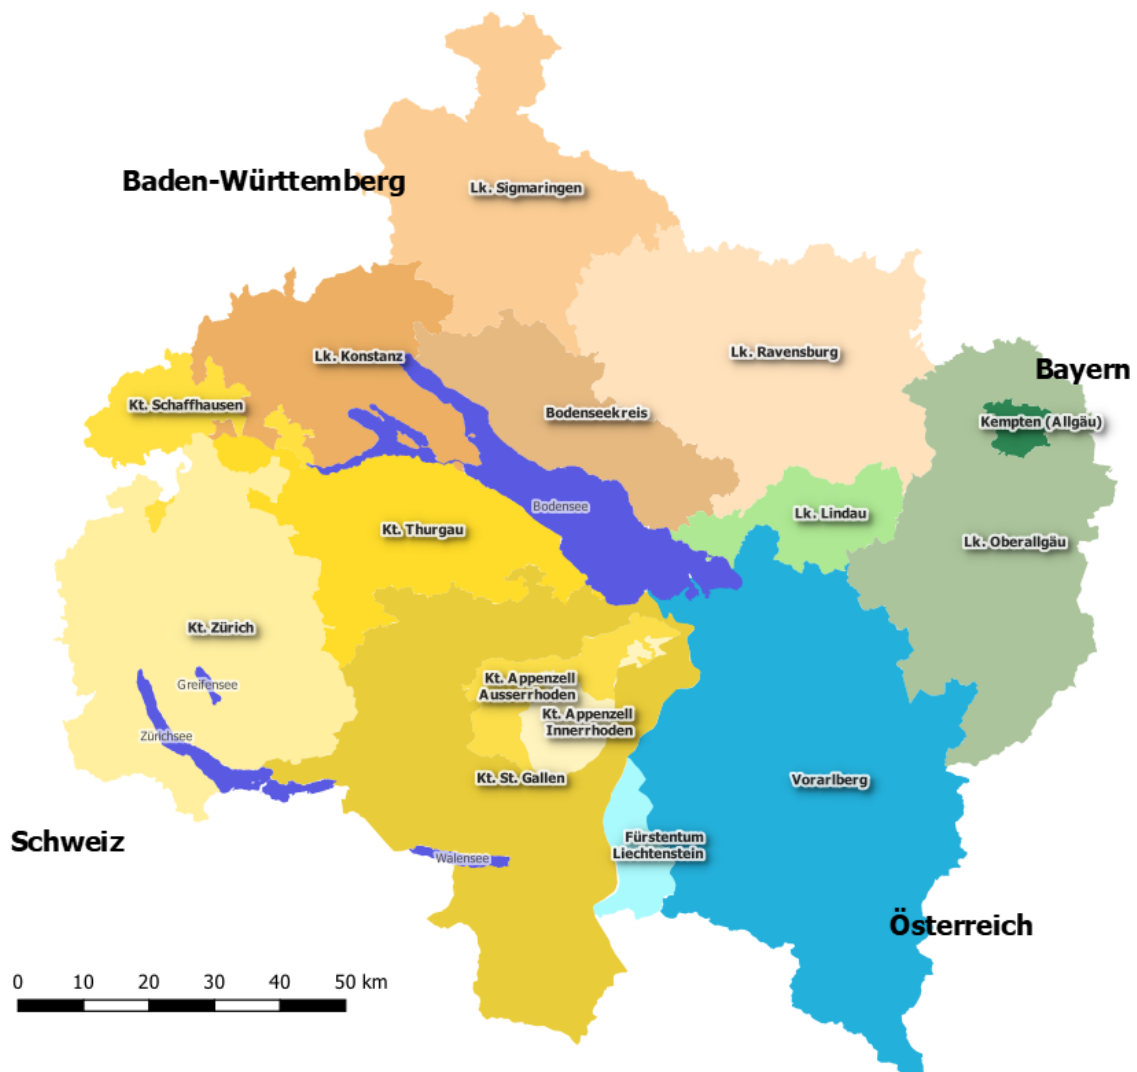 Baden-Württemberg
Lk. Sigmaringen
Lk. Konstanz
Lk. Ravensburg
Bayern
Kt. Schaffhausen
Bodenseekreis
Kempten (Allgäu)
Bodensee
Lk. Lindau
Kt. Thurgau
Lk. Oberallgäu
Kt. Zürich
Greifensee
Kt. Appenzell
Ausserrhoden
Kt. Appenzell
Innerrhoden
Zürichsee
Kt. St. Gallen
Vorarlberg
Schweiz
Fürstentum
Liechtenstein
Walensee
Österreich
0 10 20 30 40 50 km